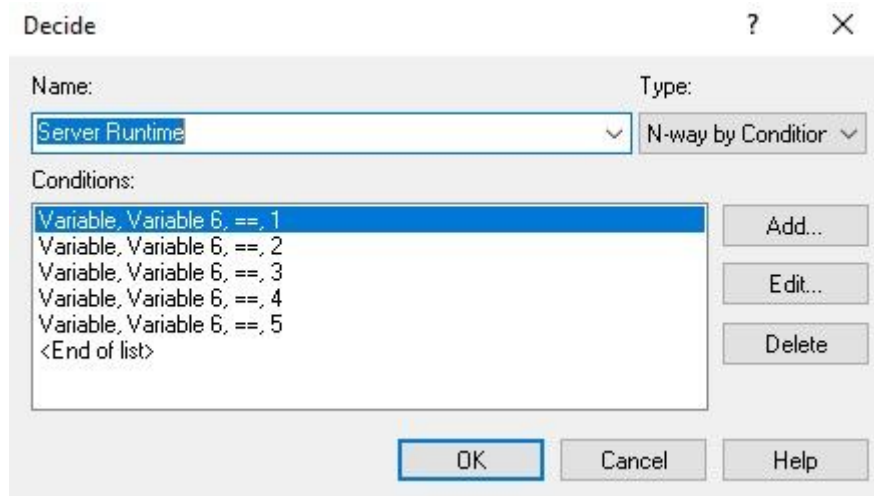 Decide ? ×
Name: Type:
Server Runtime N-way by Condition
Conditions:
Variable, Variable 6, ==, 1
Variable, Variable 6, ==, 2
Variable, Variable 6, ==, 3
Variable, Variable 6, ==, 4
Variable, Variable 6, ==, 5
<End of list>
Add...
Edit...
Delete
OK Cancel Help